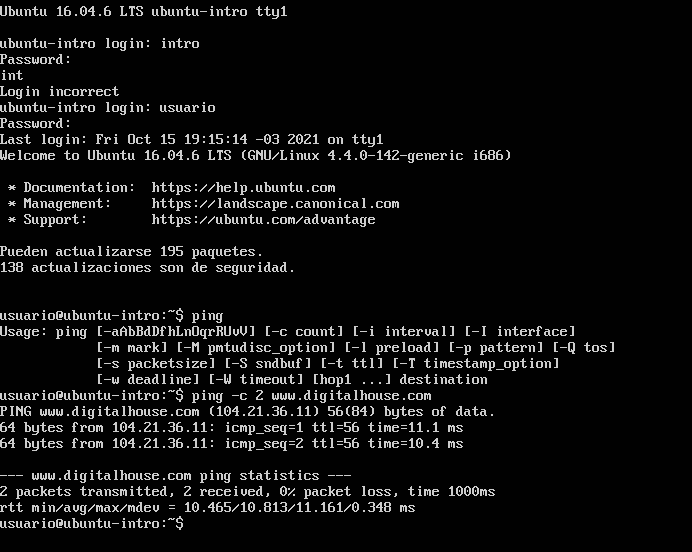 Ubuntu 16.04.6 LTS ubuntu-intro tty1
ubuntu-intro login: intro
Password:
int
Login incorrect
ubuntu-intro login: usuario
Password:
Last login: Fri Oct 15 19:15:14 -03 2021 on tty1
Welcome to Ubuntu 16.04.6 LTS (GNU/Linux 4.4.0-142-generic i686)
* Documentation:  https://help.ubuntu.com
* Management:     https://landscape.canonical.com
* Support:        https://ubuntu.com/advantage
Pueden actualizarse 195 paquetes.
138 actualizaciones son de seguridad.
usuario@ubuntu-intro:~$ ping
Usage: ping [-aAbBdDfhLnOqrRUvV] [-c count] [-i interval] [-I interface]
[-m mark] [-M pmtudisc_option] [-l preload] [-p pattern] [-Q tos]
[-s packetsize] [-S sndbuf] [-t ttl] [-T timestamp_option]
[-w deadline] [-W timeout] [hop1 ...] destination
usuario@ubuntu-intro:~$ ping -c 2 www.digitalhouse.com
PING www.digitalhouse.com (104.21.36.11) 56(84) bytes of data.
64 bytes from 104.21.36.11: icmp_seq=1 ttl=56 time=11.1 ms
64 bytes from 104.21.36.11: icmp_seq=2 ttl=56 time=10.4 ms
--- www.digitalhouse.com ping statistics ---
2 packets transmitted, 2 received, 0% packet loss, time 1000ms
rtt min/avg/max/mdev = 10.465/10.813/11.161/0.348 ms
usuario@ubuntu-intro:~$